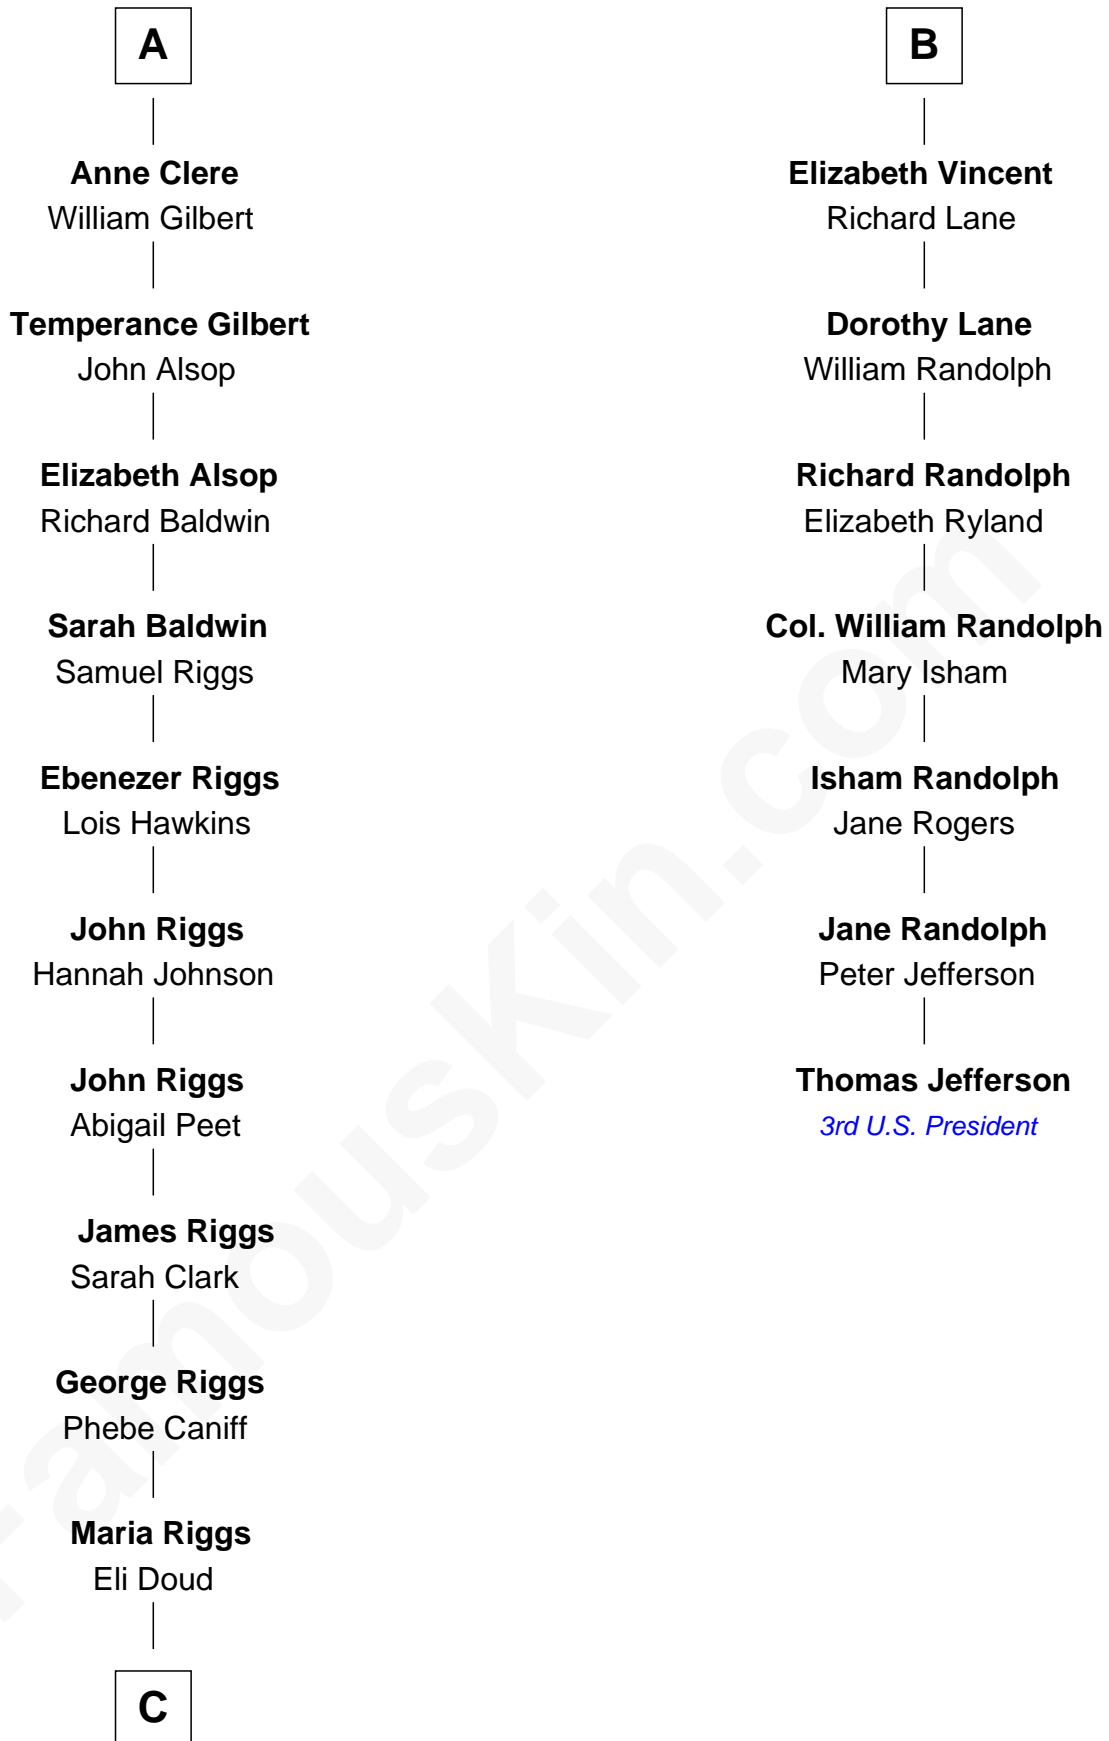 A
Anne Clere
William Gilbert
Temperance Gilbert
John Alsop
Elizabeth Alsop
Richard Baldwin
Sarah Baldwin
Samuel Riggs
Ebenezer Riggs
Lois Hawkins
John Riggs
Hannah Johnson
John Riggs
Abigail Peet
James Riggs
Sarah Clark
George Riggs
Phebe Caniff
Maria Riggs
Eli Doud
C
B
Elizabeth Vincent
Richard Lane
Dorothy Lane
William Randolph
Richard Randolph
Elizabeth Ryland
Col. William Randolph
Mary Isham
Isham Randolph
Jane Rogers
Jane Randolph
Peter Jefferson
Thomas Jefferson
3rd U.S. President
FamousKin.com